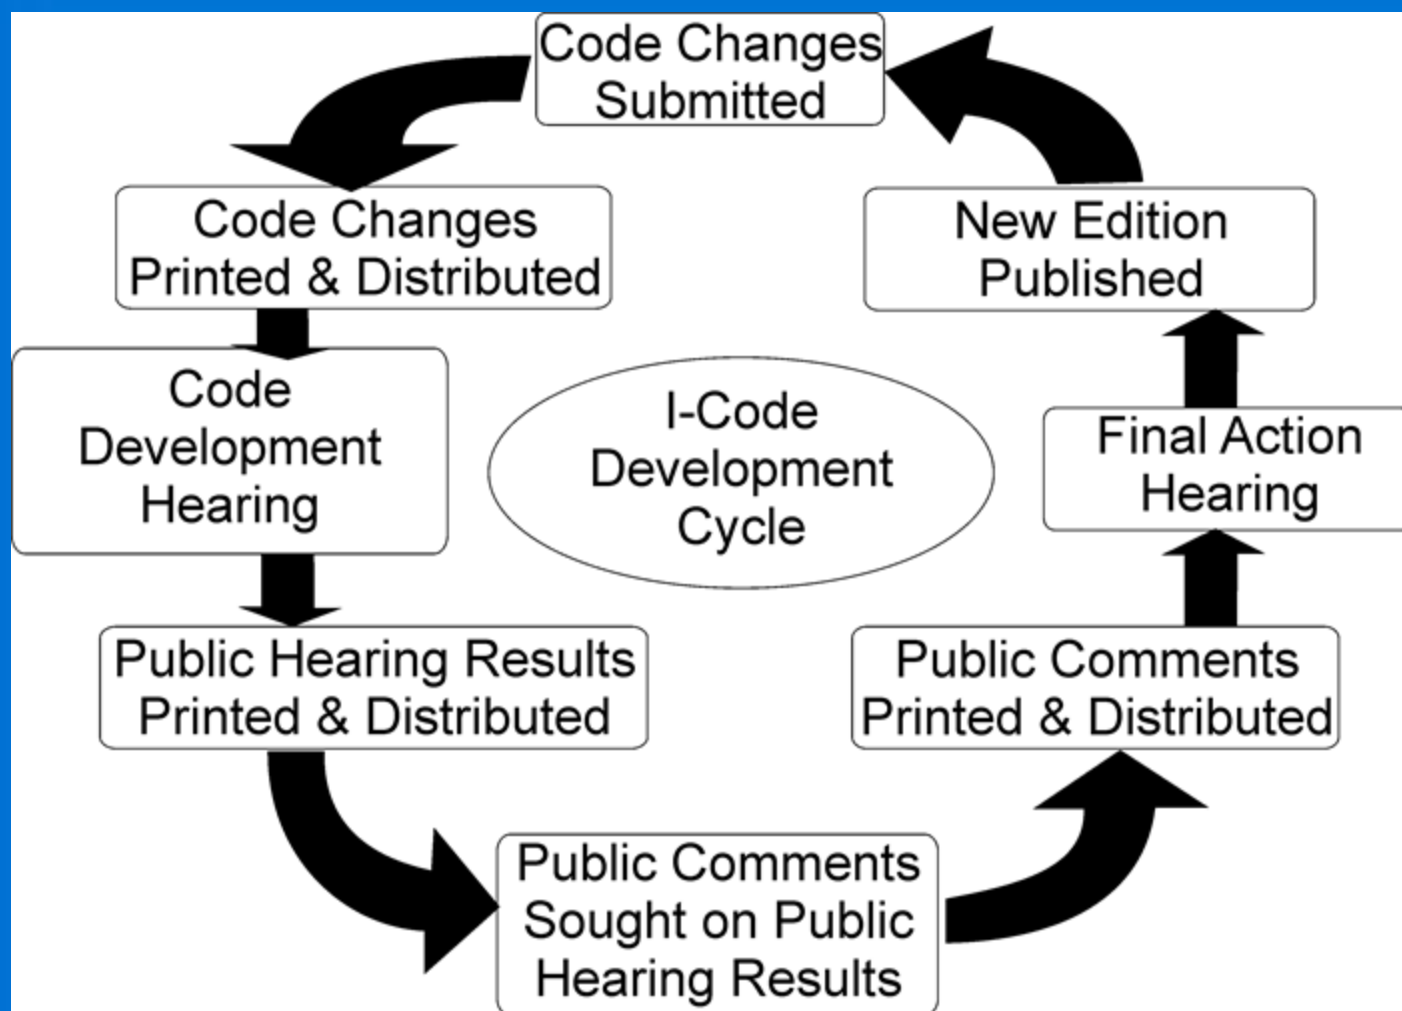 Code Changes
Submitted
Code Changes
Printed & Distributed
Code
Development
Hearing
Public Hearing Results
Printed & Distributed
Public Comments
Sought on Public
Hearing Results
Public Comments
Printed & Distributed
Final Action
Hearing
New Edition
Published
I-Code
Development
Cycle